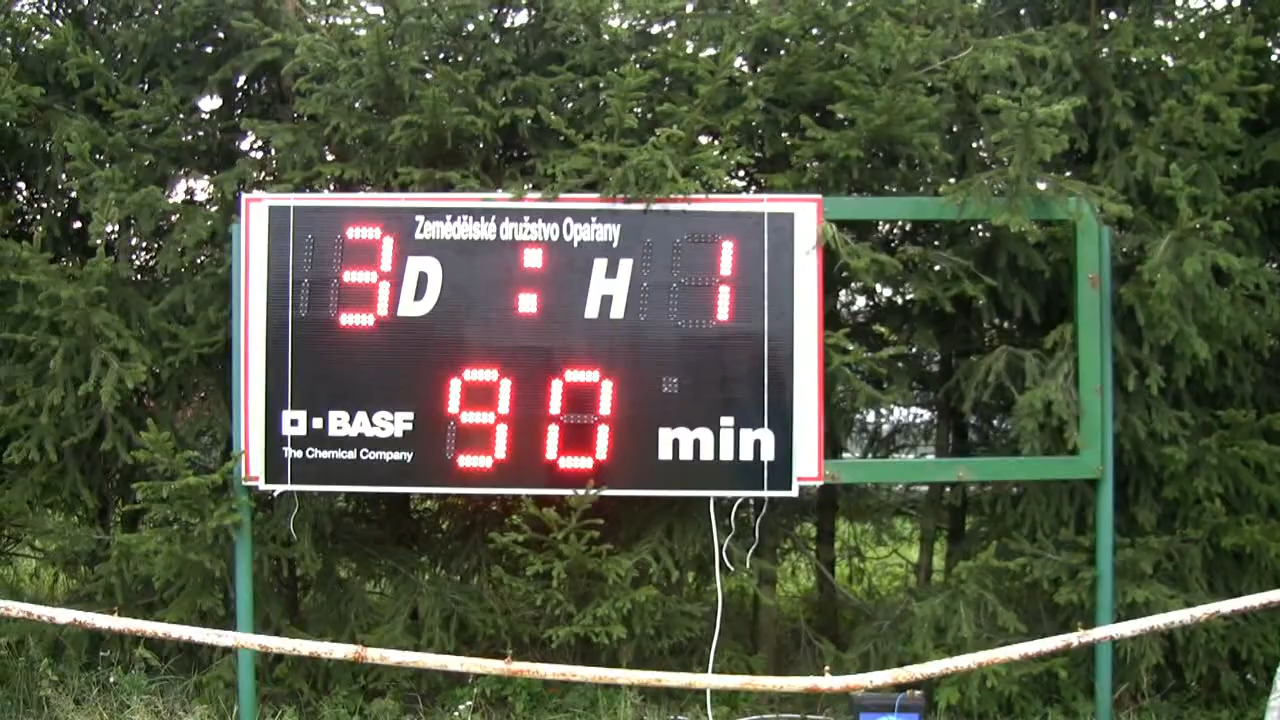 Zemědělské družstvo Opařany
3 D : H 1
90 min
BASF
The Chemical Company